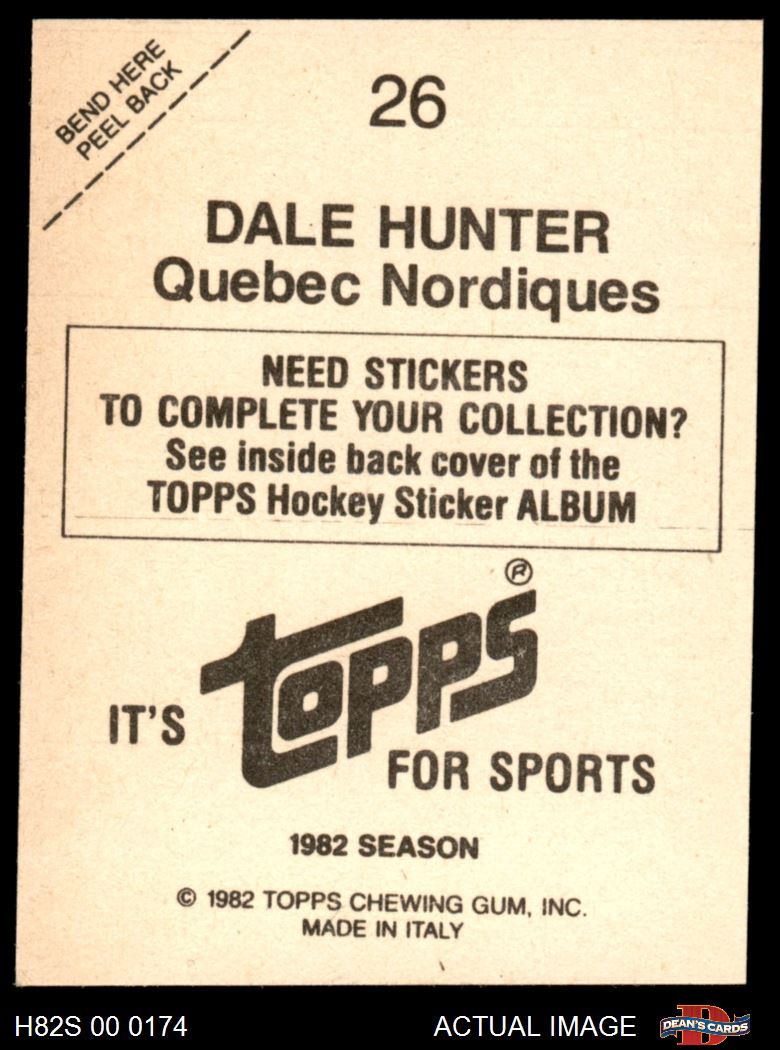 BEND HERE
PEEL BACK
26
DALE HUNTER
Quebec Nordiques
NEED STICKERS
TO COMPLETE YOUR COLLECTION?
See inside back cover of the
TOPPS Hockey Sticker ALBUM
IT'S topps®
FOR SPORTS
1982 SEASON
© 1982 TOPPS CHEWING GUM, INC.
MADE IN ITALY
H82S 00 0174
ACTUAL IMAGE
D
DEAN'S CARDS